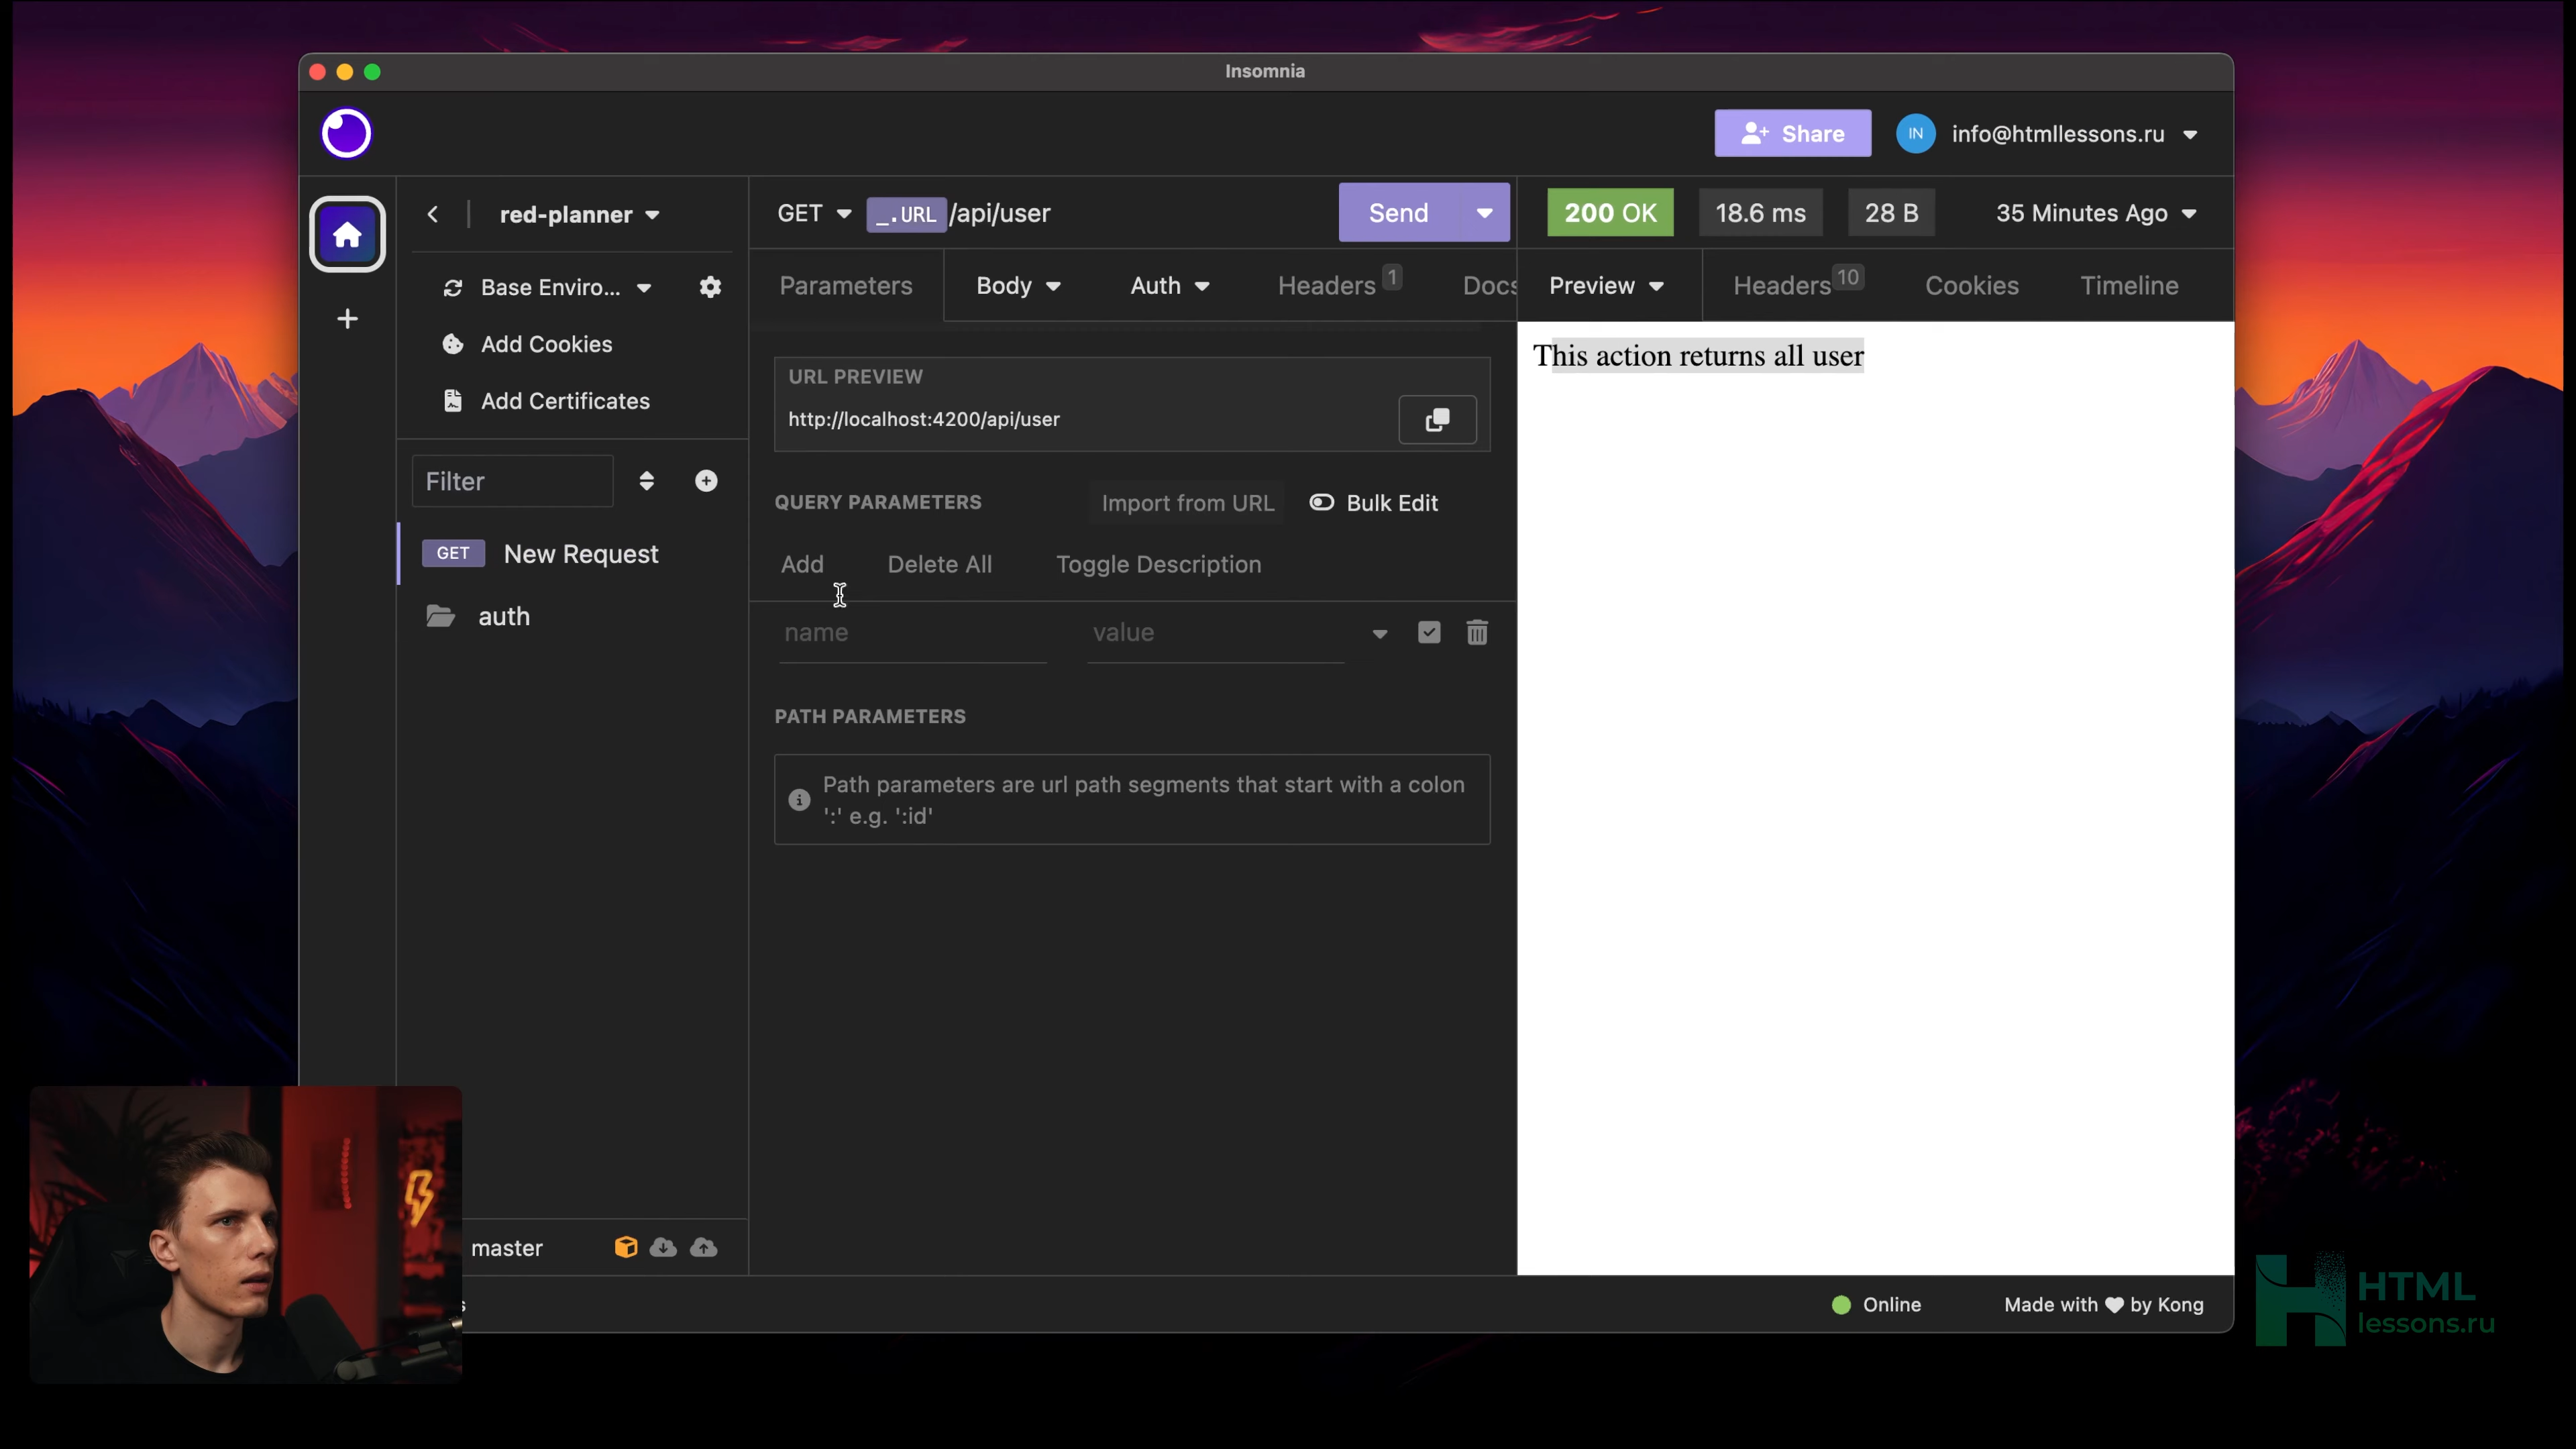 Insomnia
Share
IN
info@htmllessons.ru
red-planner
GET
_.URL
/api/user
Send
200 OK
18.6 ms
28 B
35 Minutes Ago
Base Enviro...
Add Cookies
Add Certificates
Parameters
Body
Auth
Headers 1
Docs
Preview
Headers 10
Cookies
Timeline
This action returns all user
URL PREVIEW
http://localhost:4200/api/user
QUERY PARAMETERS
Import from URL
Bulk Edit
Add
Delete All
Toggle Description
name
value
PATH PARAMETERS
Path parameters are url path segments that start with a colon
':' e.g. ':id'
Filter
GET New Request
auth
master
Online
Made with ♥ by Kong
HTML
lessons.ru